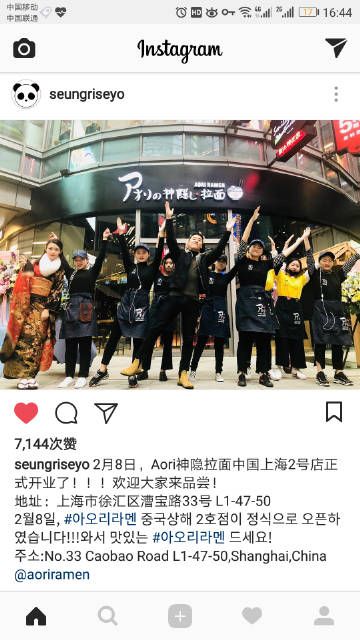 中国移动
中国联通
HD
4G
2G
17
16:44
Instagram
seungriseyo
AORI RAMEN
アオリの神隠し拉面
7,144次赞
seungriseyo 2月8日，Aori神隐拉面中国上海2号店正
式开业了！！！欢迎大家来品尝！
地址：上海市徐汇区漕宝路33号 L1-47-50
2월8일, #아오리라멘 중국상해 2호점이 정식으로 오픈하
였습니다!!!와서 맛있는 #아오리라멘 드세요!
주소:No.33 Caobao Road L1-47-50,Shanghai,China
@aoriramen